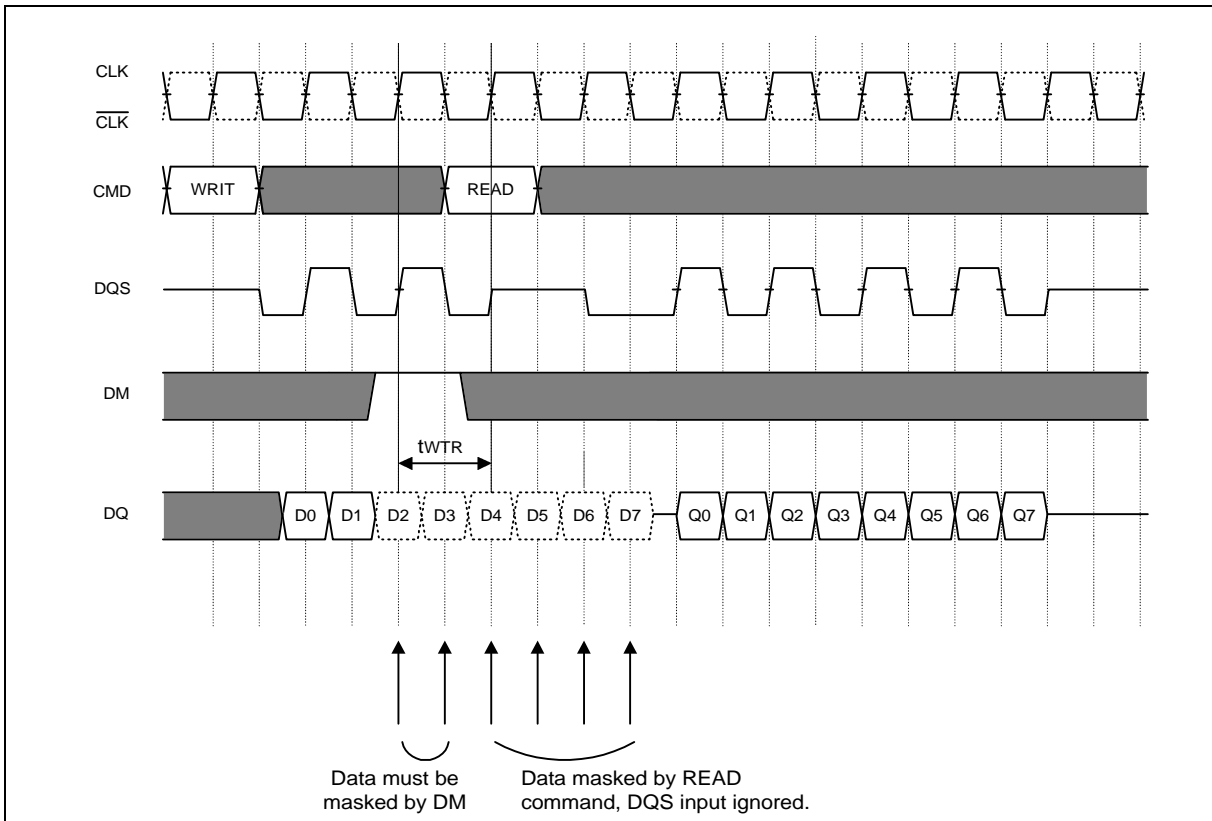 CLK
CLK
CMD WRIT READ
DQS
DM
tWTR
DQ D0 D1 D2 D3 D4 D5 D6 D7 Q0 Q1 Q2 Q3 Q4 Q5 Q6 Q7
Data must be
masked by DM
Data masked by READ
command, DQS input ignored.